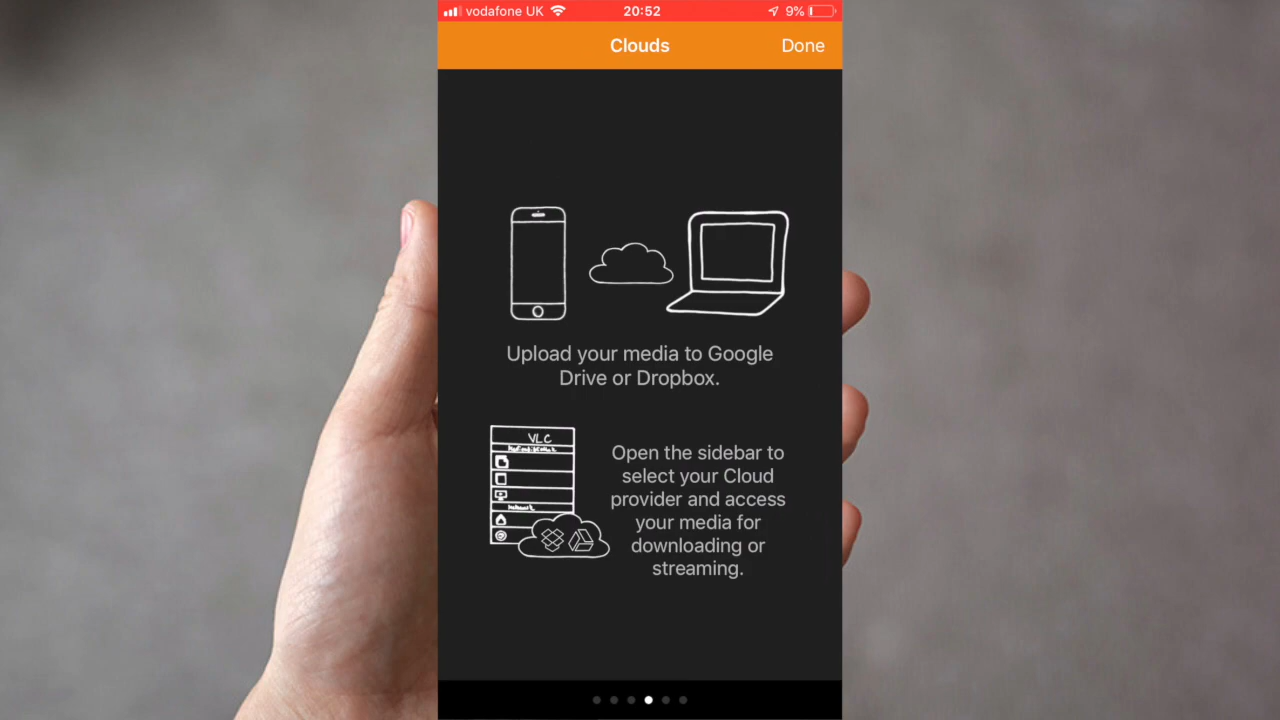 vodafone UK 20:52 9%
Clouds Done
Upload your media to Google
Drive or Dropbox.
VLC
Open the sidebar to
select your Cloud
provider and access
your media for
downloading or
streaming.